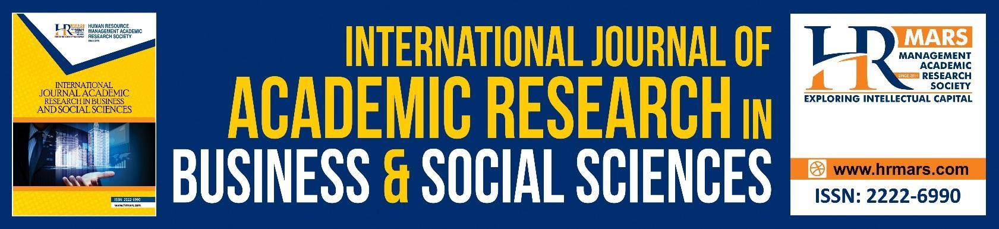 HR MARS
HUMAN RESOURCE
MANAGEMENT ACADEMIC
RESEARCH SOCIETY
INTERNATIONAL
JOURNAL ACADEMIC
RESEARCH IN BUSINESS
AND SOCIAL SCIENCES
ISSN: 2222-6990
www.hrmars.com
INTERNATIONAL JOURNAL OF
ACADEMIC RESEARCH IN
BUSINESS & SOCIAL SCIENCES
HR MARS
MANAGEMENT
ACADEMIC
SINCE 2011 RESEARCH
SOCIETY
EXPLORING INTELLECTUAL CAPITAL
www.hrmars.com
ISSN: 2222-6990